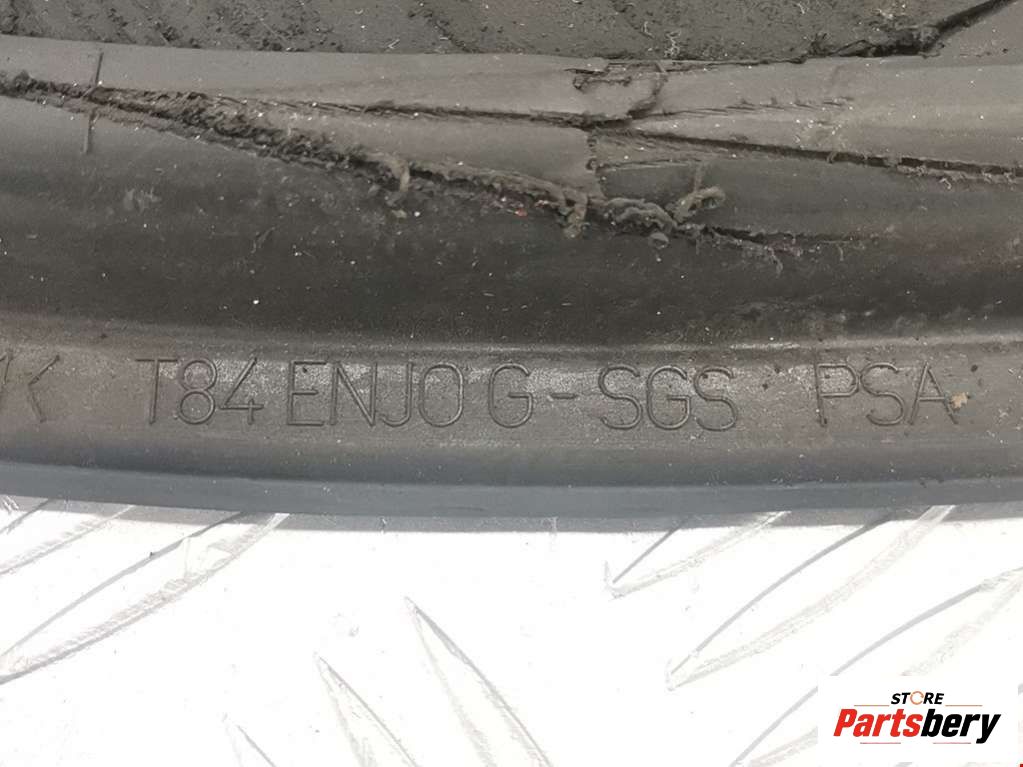 K T84 ENJO G-SGS PSA
STORE
Partsbery